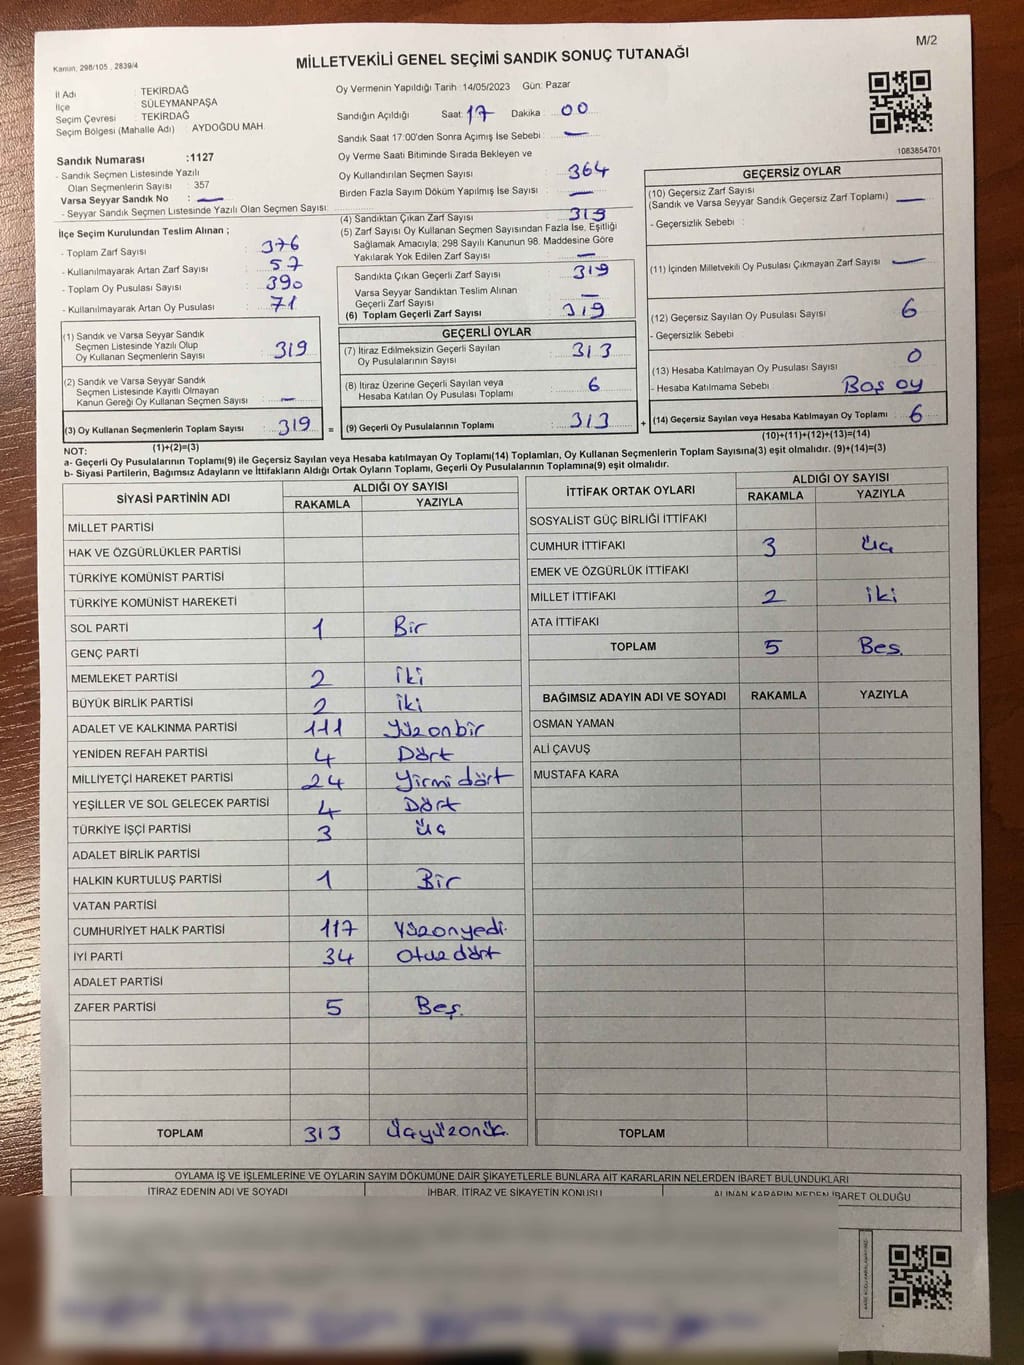 M/2
Kanun, 298/105 , 2839/4
MİLLETVEKİLİ GENEL SEÇİMİ SANDIK SONUÇ TUTANAĞI
İl Adı : TEKİRDAĞ
İlçe : SÜLEYMANPAŞA
Seçim Çevresi : TEKİRDAĞ
Seçim Bölgesi (Mahalle Adı) AYDOĞDU MAH.
Sandık Numarası :1127
- Sandık Seçmen Listesinde Yazılı
Olan Seçmenlerin Sayısı : 357
Varsa Seyyar Sandık No : —
- Seyyar Sandık Seçmen Listesinde Yazılı Olan Seçmen Sayısı:
İlçe Seçim Kurulundan Teslim Alınan ;
- Toplam Zarf Sayısı : 376
- Kullanılmayarak Artan Zarf Sayısı : 57
- Toplam Oy Pusulası Sayısı : 390
- Kullanılmayarak Artan Oy Pusulası : 71
Oy Vermenin Yapıldığı Tarih :14/05/2023 Gün: Pazar
Sandığın Açıldığı Saat: 17 Dakika : 00
Sandık Saat 17:00'den Sonra Açımış İse Sebebi : —
Oy Verme Saati Bitiminde Sırada Bekleyen ve
Oy Kullandırılan Seçmen Sayısı : 364
Birden Fazla Sayım Döküm Yapılmış İse Sayısı : —
(4) Sandıktan Çıkan Zarf Sayısı : 319
(5) Zarf Sayısı Oy Kullanan Seçmen Sayısından Fazla İse, Eşitliği
Sağlamak Amacıyla, 298 Sayılı Kanunun 98. Maddesine Göre
Yakılarak Yok Edilen Zarf Sayısı : —
Sandıkta Çıkan Geçerli Zarf Sayısı : 319
Varsa Seyyar Sandıktan Teslim Alınan
Geçerli Zarf Sayısı : —
(6) Toplam Geçerli Zarf Sayısı : 319
1083854701
GEÇERSİZ OYLAR
(10) Geçersiz Zarf Sayısı
(Sandık ve Varsa Seyyar Sandık Geçersiz Zarf Toplamı) : —
- Geçersizlik Sebebi :
(11) İçinden Milletvekili Oy Pusulası Çıkmayan Zarf Sayısı : —
(12) Geçersiz Sayılan Oy Pusulası Sayısı : 6
- Geçersizlik Sebebi :
(13) Hesaba Katılmayan Oy Pusulası Sayısı : 0
- Hesaba Katılmama Sebebi : Boş oy
(14) Geçersiz Sayılan veya Hesaba Katılmayan Oy Toplamı : 6
(10)+(11)+(12)+(13)=(14)
(1) Sandık ve Varsa Seyyar Sandık
Seçmen Listesinde Yazılı Olup
Oy Kullanan Seçmenlerin Sayısı : 319
(2) Sandık ve Varsa Seyyar Sandık
Seçmen Listesinde Kayıtlı Olmayan
Kanun Gereği Oy Kullanan Seçmen Sayısı : —
(3) Oy Kullanan Seçmenlerin Toplam Sayısı : 319 =
(1)+(2)=(3)
GEÇERLİ OYLAR
(7) İtiraz Edilmeksizin Geçerli Sayılan
Oy Pusulalarının Sayısı : 313
(8) İtiraz Üzerine Geçerli Sayılan veya
Hesaba Katılan Oy Pusulası Toplamı : 6
(9) Geçerli Oy Pusulalarının Toplamı : 313 +
NOT:
a- Geçerli Oy Pusulalarının Toplamı(9) ile Geçersiz Sayılan veya Hesaba katılmayan Oy Toplamı(14) Toplamları, Oy Kullanan Seçmenlerin Toplam Sayısına(3) eşit olmalıdır. (9)+(14)=(3)
b- Siyasi Partilerin, Bağımsız Adayların ve İttifakların Aldığı Ortak Oyların Toplamı, Geçerli Oy Pusulalarının Toplamına(9) eşit olmalıdır.
SİYASİ PARTİNİN ADI ALDIĞI OY SAYISI
RAKAMLA YAZIYLA
MİLLET PARTİSİ
HAK VE ÖZGÜRLÜKLER PARTİSİ
TÜRKİYE KOMÜNİST PARTİSİ
TÜRKİYE KOMÜNİST HAREKETİ
SOL PARTİ 1 Bir
GENÇ PARTİ
MEMLEKET PARTİSİ 2 iki
BÜYÜK BİRLİK PARTİSİ 2 iki
ADALET VE KALKINMA PARTİSİ 111 Yüzonbir
YENİDEN REFAH PARTİSİ 4 Dört
MİLLİYETÇİ HAREKET PARTİSİ 24 Yirmi dört
YEŞİLLER VE SOL GELECEK PARTİSİ 4 Dört
TÜRKİYE İŞÇİ PARTİSİ 3 üç
ADALET BİRLİK PARTİSİ
HALKIN KURTULUŞ PARTİSİ 1 Bir
VATAN PARTİSİ
CUMHURİYET HALK PARTİSİ 117 Yüzonyedi.
İYİ PARTİ 34 Otuz dört
ADALET PARTİSİ
ZAFER PARTİSİ 5 Beş.
TOPLAM 313 Üçyüzonüç.
İTTİFAK ORTAK OYLARI ALDIĞI OY SAYISI
RAKAMLA YAZIYLA
SOSYALİST GÜÇ BİRLİĞİ İTTİFAKI
CUMHUR İTTİFAKI 3 üç
EMEK VE ÖZGÜRLÜK İTTİFAKI
MİLLET İTTİFAKI 2 iki
ATA İTTİFAKI
TOPLAM 5 Beş.
BAĞIMSIZ ADAYIN ADI VE SOYADI RAKAMLA YAZIYLA
OSMAN YAMAN
ALİ ÇAVUŞ
MUSTAFA KARA
TOPLAM
OYLAMA İŞ VE İŞLEMLERİNE VE OYLARIN SAYIM DÖKÜMÜNE DAİR ŞİKAYETLERLE BUNLARA AİT KARARLARIN NELERDEN İBARET BULUNDUKLARI
İTİRAZ EDENİN ADI VE SOYADI İHBAR, İTİRAZ VE ŞİKAYETİN KONUSU ALINAN KARARIN NEDEN İBARET OLDUĞU